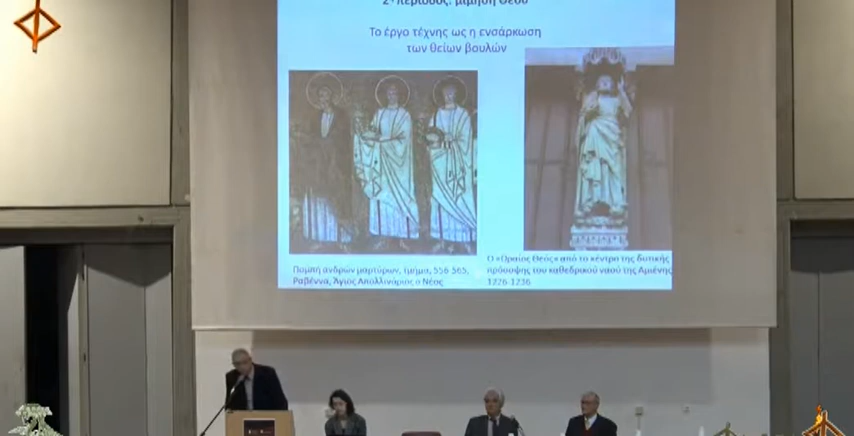 2η περίοδος: μίμηση Θεού
Το έργο τέχνης ως η ενσάρκωση
των θείων βουλών
Πομπή ανδρών μαρτύρων, τμήμα, 556-565,
Ραβέννα, Άγιος Απολλινάριος ο Νέος
Ο «Ωραίος Θεός» από το κέντρο της δυτικής
πρόσοψης του καθεδρικού ναού της Αμιένης
1226-1236